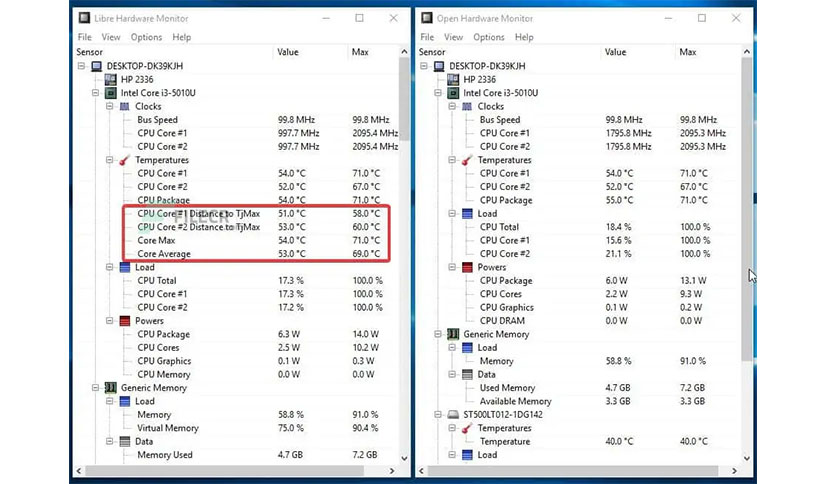 Libre Hardware Monitor
File View Options Help
Sensor Value Max
DESKTOP-DK39KJH
HP 2336
Intel Core i3-5010U
Clocks
Bus Speed 99.8 MHz 99.8 MHz
CPU Core #1 997.7 MHz 2095.4 MHz
CPU Core #2 997.7 MHz 2095.4 MHz
Temperatures
CPU Core #1 54.0 °C 71.0 °C
CPU Core #2 52.0 °C 67.0 °C
CPU Package 54.0 °C 71.0 °C
CPU Core #1 Distance to TjMax 51.0 °C 58.0 °C
CPU Core #2 Distance to TjMax 53.0 °C 60.0 °C
Core Max 54.0 °C 71.0 °C
Core Average 53.0 °C 69.0 °C
Load
CPU Total 17.3 % 100.0 %
CPU Core #1 17.3 % 100.0 %
CPU Core #2 17.2 % 100.0 %
Powers
CPU Package 6.3 W 14.0 W
CPU Cores 2.5 W 10.2 W
CPU Graphics 0.1 W 0.3 W
CPU Memory 0.0 W 0.0 W
Generic Memory
Load
Memory 58.8 % 91.0 %
Virtual Memory 75.0 % 90.4 %
Data
Memory Used 4.7 GB 7.2 GB
Open Hardware Monitor
File View Options Help
Sensor Value Max
DESKTOP-DK39KJH
HP 2336
Intel Core i3-5010U
Clocks
Bus Speed 99.8 MHz 99.8 MHz
CPU Core #1 1795.8 MHz 2095.3 MHz
CPU Core #2 1795.8 MHz 2095.3 MHz
Temperatures
CPU Core #1 54.0 °C 71.0 °C
CPU Core #2 52.0 °C 67.0 °C
CPU Package 55.0 °C 71.0 °C
Load
CPU Total 18.4 % 100.0 %
CPU Core #1 15.6 % 100.0 %
CPU Core #2 21.1 % 100.0 %
Powers
CPU Package 6.0 W 13.1 W
CPU Cores 2.2 W 9.3 W
CPU Graphics 0.1 W 0.2 W
CPU DRAM 0.0 W 0.0 W
Generic Memory
Load
Memory 58.8 % 91.0 %
Data
Used Memory 4.7 GB 7.2 GB
Available Memory 3.3 GB 3.3 GB
ST500LT012-1DG142
Temperatures
Temperature 40.0 °C 40.0 °C
Load